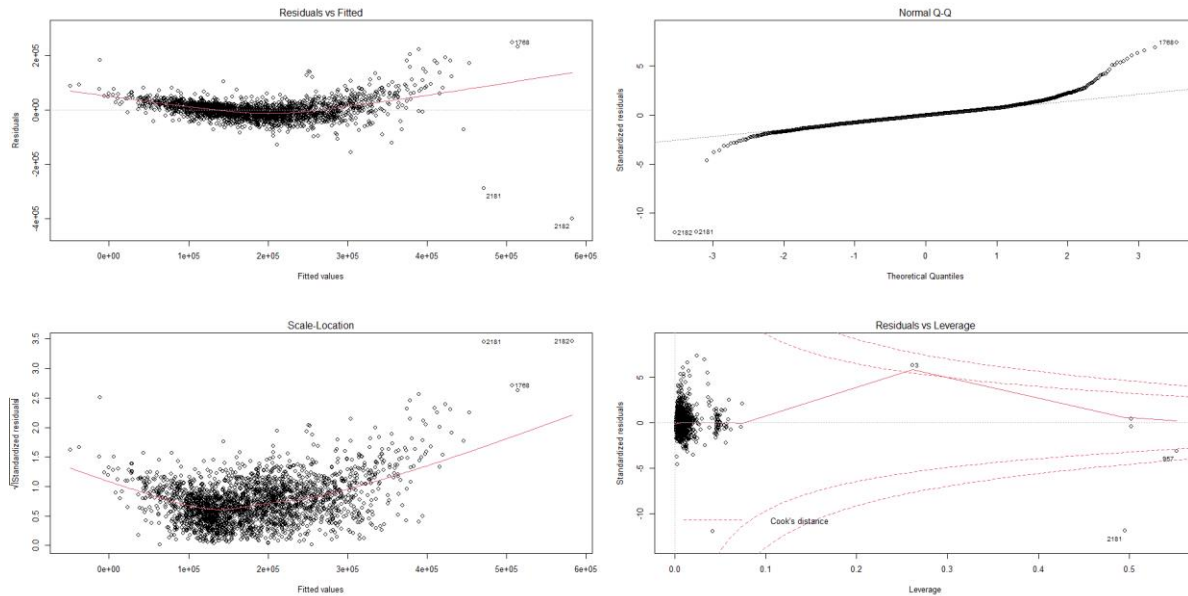 Residuals vs Fitted
Residuals
2e+05
0e+00
-2e+05
-4e+05
1768
2181
2182
0e+00 1e+05 2e+05 3e+05 4e+05 5e+05 6e+05
Fitted values
Normal Q-Q
Standardized residuals
5
0
-5
-10
1768
2182 2181
-3 -2 -1 0 1 2 3
Theoretical Quantiles
Scale-Location
√|Standardized residuals|
3.5
3.0
2.5
2.0
1.5
1.0
0.5
0.0
2181
2182
1768
0e+00 1e+05 2e+05 3e+05 4e+05 5e+05 6e+05
Fitted values
Residuals vs Leverage
Standardized residuals
5
0
-5
-10
3
957
2181
Cook's distance
0.0 0.1 0.2 0.3 0.4 0.5
Leverage